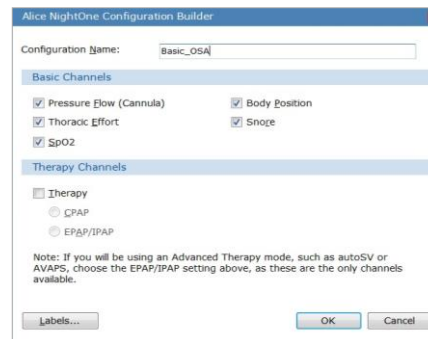 Alice NightOne Configuration Builder
Configuration Name: Basic_OSA
Basic Channels
Pressure Flow (Cannula) Body Position
Thoracic Effort Snore
SpO2
Therapy Channels
Therapy
CPAP
EPAP/IPAP
Note: If you will be using an Advanced Therapy mode, such as autoSV or
AVAPS, choose the EPAP/IPAP setting above, as these are the only channels
available.
Labels... OK Cancel